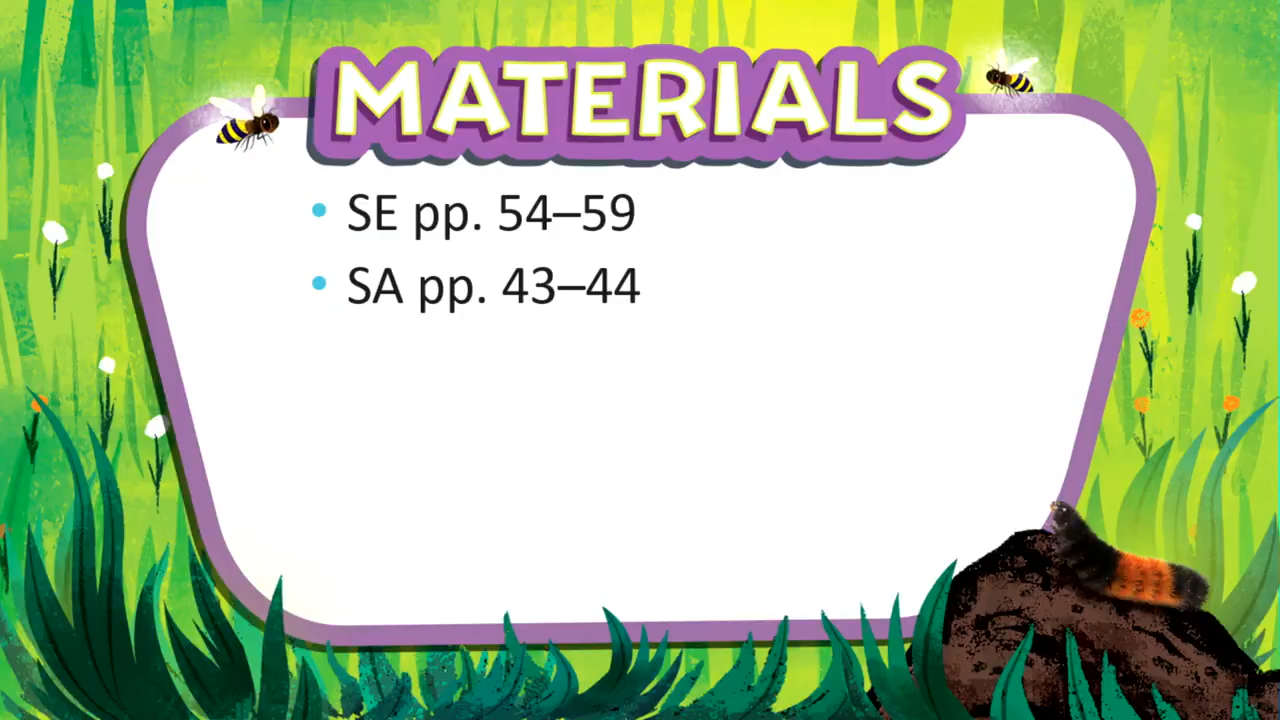 MATERIALS
• SE pp. 54–59
• SA pp. 43–44